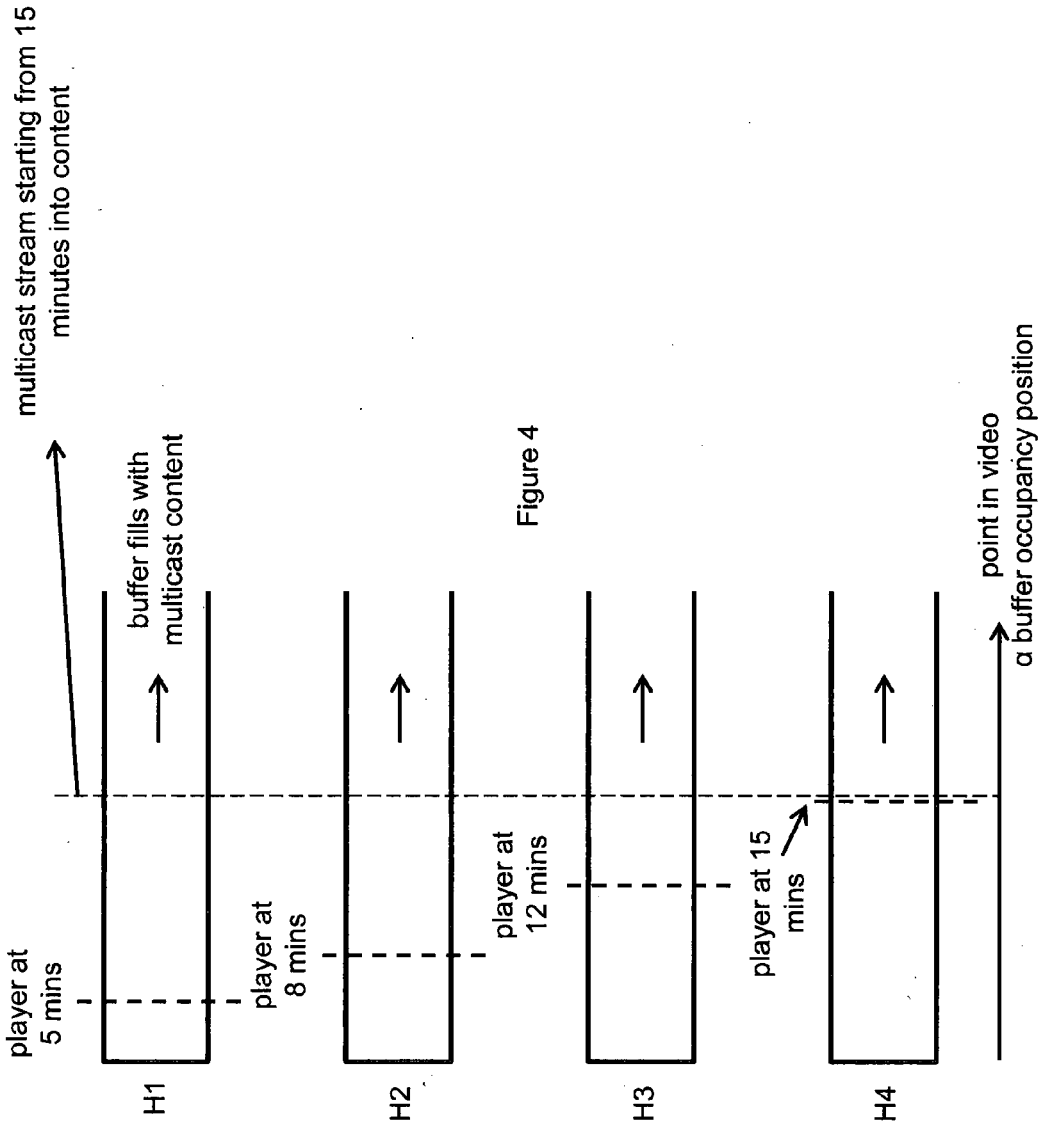 multicast stream starting from 15
minutes into content
player at
5 mins
H1
buffer fills with
multicast content
player at
8 mins
H2
Figure 4
player at
12 mins
H3
player at 15
mins
H4
point in video
α buffer occupancy position